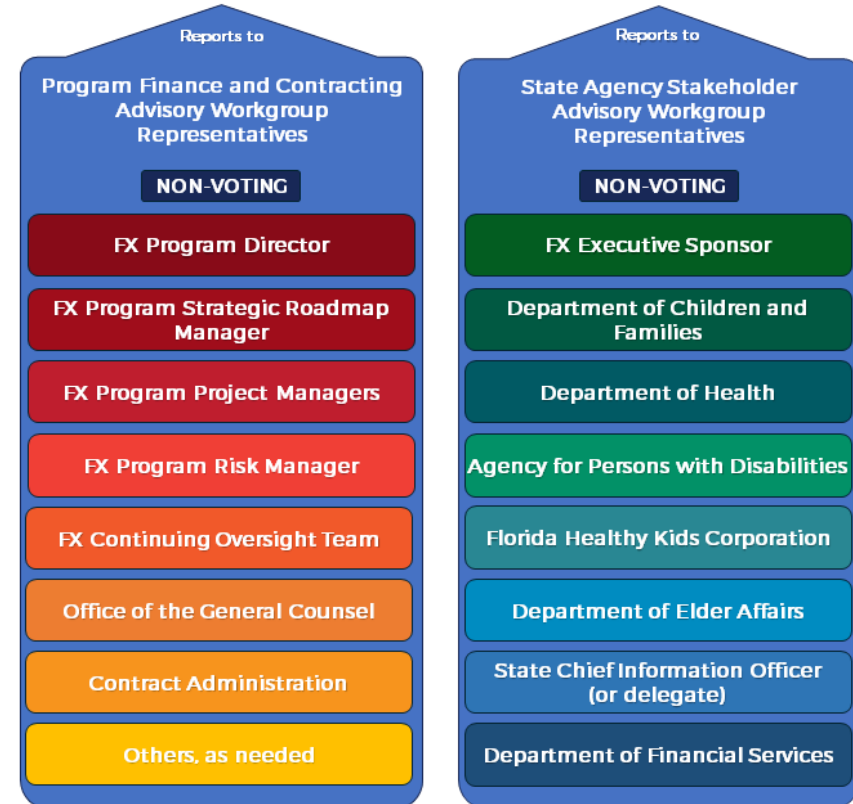 Reports to
Program Finance and Contracting
Advisory Workgroup
Representatives
NON-VOTING
FX Program Director
FX Program Strategic Roadmap
Manager
FX Program Project Managers
FX Program Risk Manager
FX Continuing Oversight Team
Office of the General Counsel
Contract Administration
Others, as needed
Reports to
State Agency Stakeholder
Advisory Workgroup
Representatives
NON-VOTING
FX Executive Sponsor
Department of Children and
Families
Department of Health
Agency for Persons with Disabilities
Florida Healthy Kids Corporation
Department of Elder Affairs
State Chief Information Officer
(or delegate)
Department of Financial Services